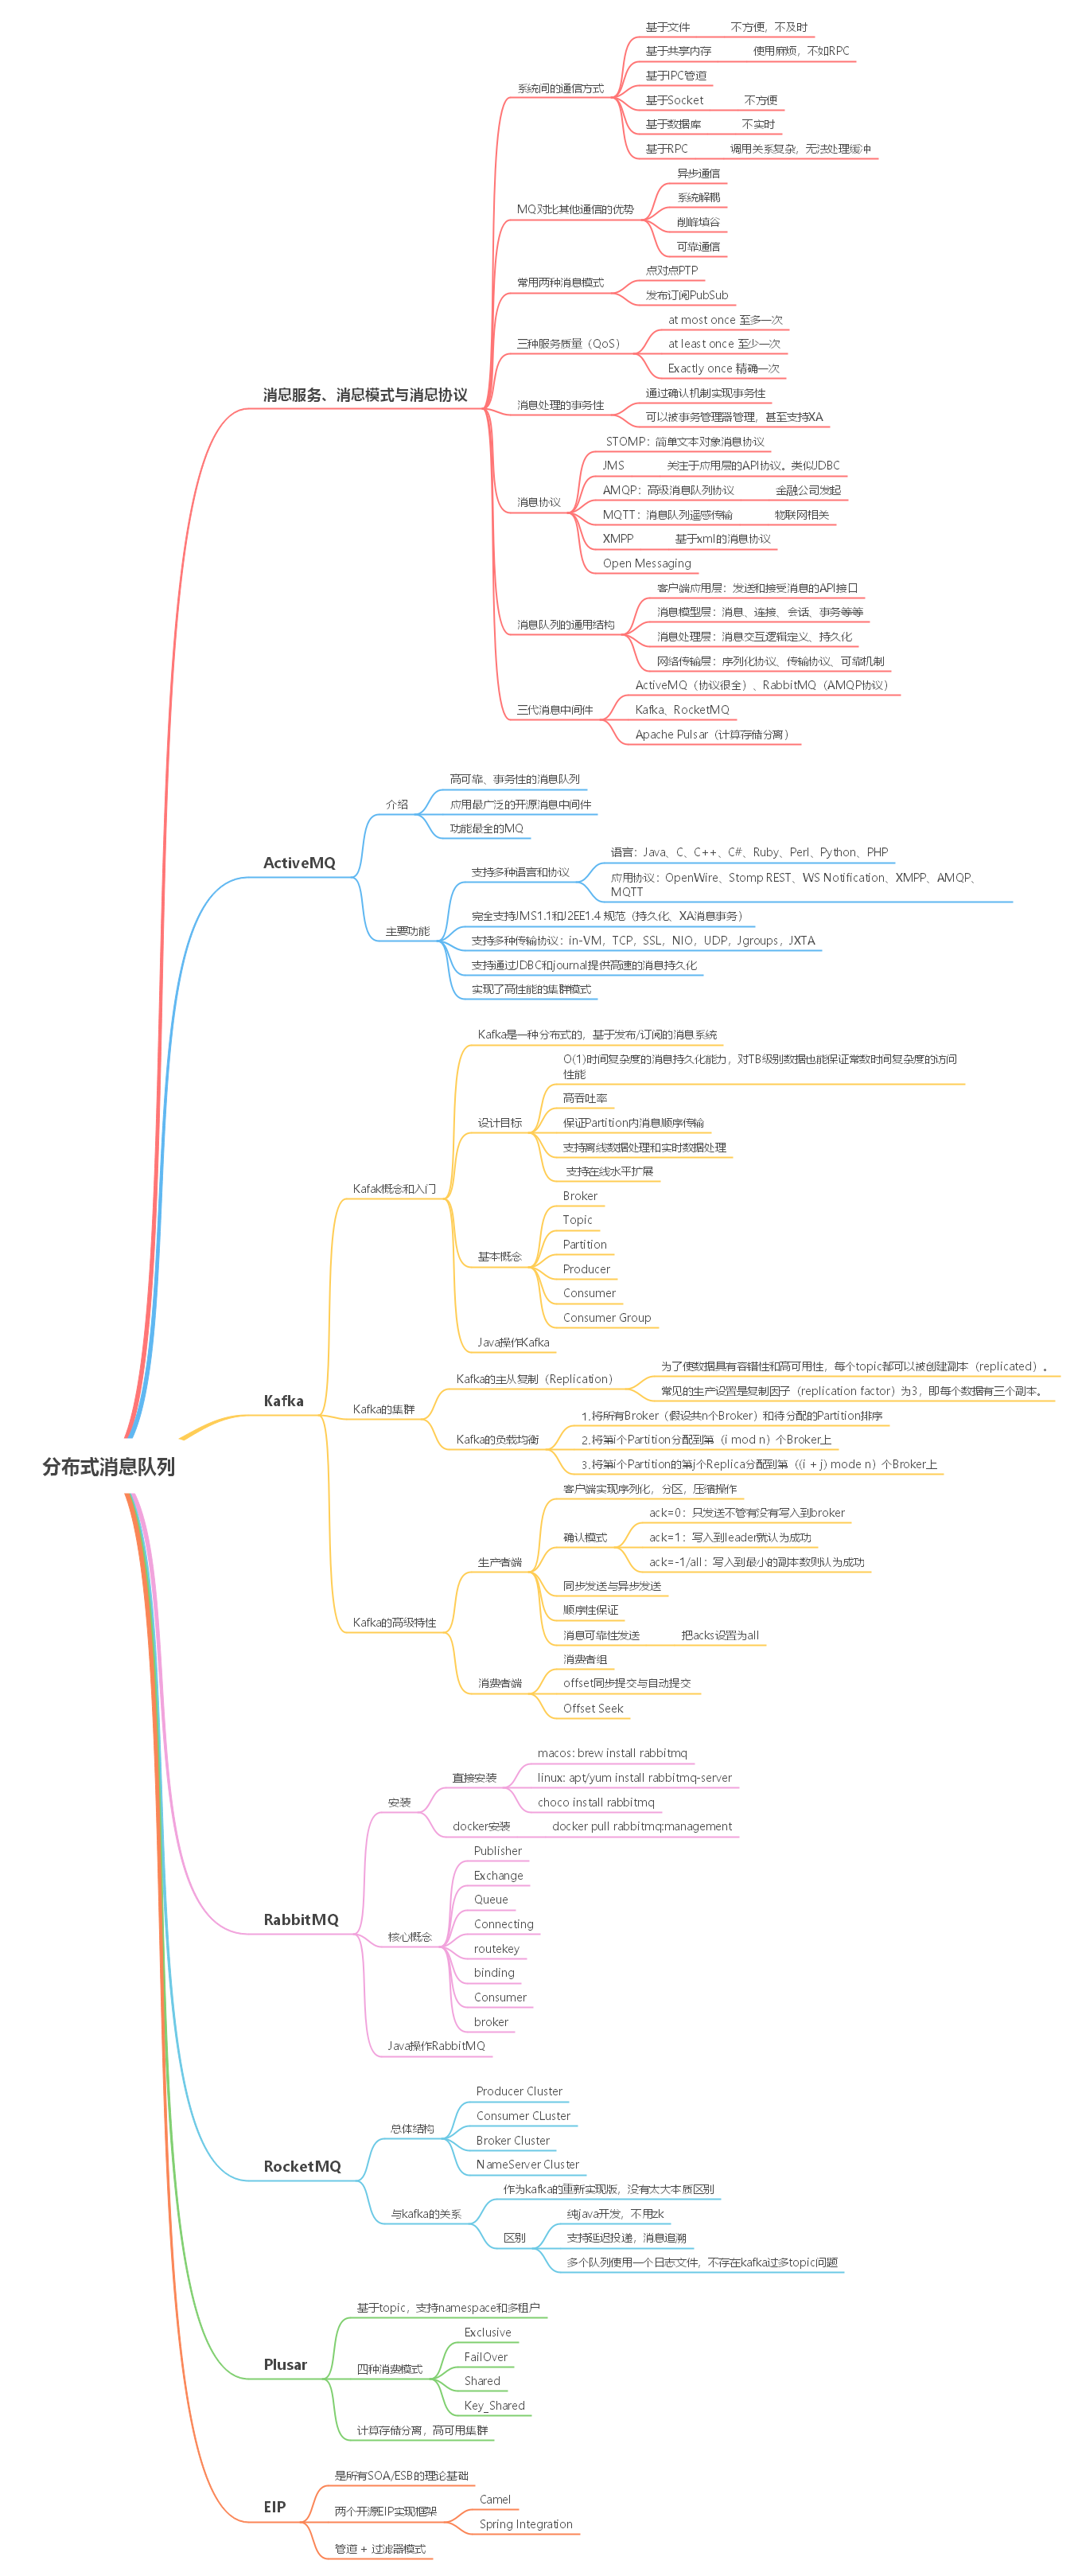 分布式消息队列
消息服务、消息模式与消息协议
系统间的通信方式
基于文件
不方便，不及时
基于共享内存
使用麻烦，不如RPC
基于IPC管道
基于Socket
不方便
基于数据库
不实时
基于RPC
调用关系复杂，无法处理缓冲
MQ对比其他通信的优势
异步通信
系统解耦
削峰填谷
可靠通信
常用两种消息模式
点对点PTP
发布订阅PubSub
三种服务质量（QoS）
at most once 至多一次
at least once 至少一次
Exactly once 精确一次
消息处理的事务性
通过确认机制实现事务性
可以被事务管理器管理，甚至支持XA
消息协议
STOMP：简单文本对象消息协议
JMS
关注于应用层的API协议。类似JDBC
AMQP：高级消息队列协议
金融公司发起
MQTT：消息队列遥感传输
物联网相关
XMPP
基于xml的消息协议
Open Messaging
消息队列的通用结构
客户端应用层：发送和接受消息的API接口
消息模型层：消息、连接、会话、事务等等
消息处理层：消息交互逻辑定义、持久化
网络传输层：序列化协议、传输协议、可靠机制
三代消息中间件
ActiveMQ（协议很全）、RabbitMQ（AMQP协议）
Kafka、RocketMQ
Apache Pulsar（计算存储分离）
ActiveMQ
介绍
高可靠、事务性的消息队列
应用最广泛的开源消息中间件
功能最全的MQ
主要功能
支持多种语言和协议
语言：Java、C、C++、C#、Ruby、Perl、Python、PHP
应用协议：OpenWire、Stomp REST、WS Notification、XMPP、AMQP、
MQTT
完全支持JMS1.1和J2EE1.4 规范（持久化、XA消息事务）
支持多种传输协议：in-VM，TCP，SSL，NIO，UDP，Jgroups，JXTA
支持通过JDBC和journal提供高速的消息持久化
实现了高性能的集群模式
Kafka
Kafak概念和入门
Kafka是一种分布式的，基于发布/订阅的消息系统
设计目标
O(1)时间复杂度的消息持久化能力，对TB级别数据也能保证常数时间复杂度的访问
性能
高吞吐率
保证Partition内消息顺序传输
支持离线数据处理和实时数据处理
支持在线水平扩展
基本概念
Broker
Topic
Partition
Producer
Consumer
Consumer Group
Java操作Kafka
Kafka的集群
Kafka的主从复制（Replication）
为了使数据具有容错性和高可用性，每个topic都可以被创建副本（replicated）。
常见的生产设置是复制因子（replication factor）为3，即每个数据有三个副本。
Kafka的负载均衡
1.将所有Broker（假设共n个Broker）和待分配的Partition排序
2.将第i个Partition分配到第（i mod n）个Broker上
3.将第i个Partition的第j个Replica分配到第（(i + j) mode n）个Broker上
Kafka的高级特性
生产者端
客户端实现序列化，分区，压缩操作
确认模式
ack=0：只发送不管有没有写入到broker
ack=1：写入到leader就认为成功
ack=-1/all：写入到最小的副本数则认为成功
同步发送与异步发送
顺序性保证
消息可靠性发送
把acks设置为all
消费者端
消费者组
offset同步提交与自动提交
Offset Seek
RabbitMQ
安装
直接安装
macos: brew install rabbitmq
linux: apt/yum install rabbitmq-server
choco install rabbitmq
docker安装
docker pull rabbitmq:management
核心概念
Publisher
Exchange
Queue
Connecting
routekey
binding
Consumer
broker
Java操作RabbitMQ
RocketMQ
总体结构
Producer Cluster
Consumer CLuster
Broker Cluster
NameServer Cluster
与kafka的关系
作为kafka的重新实现版，没有太大本质区别
区别
纯java开发，不用zk
支持延迟投递，消息追溯
多个队列使用一个日志文件，不存在kafka过多topic问题
Plusar
基于topic，支持namespace和多租户
四种消费模式
Exclusive
FailOver
Shared
Key_Shared
计算存储分离，高可用集群
EIP
是所有SOA/ESB的理论基础
两个开源EIP实现框架
Camel
Spring Integration
管道 + 过滤器模式